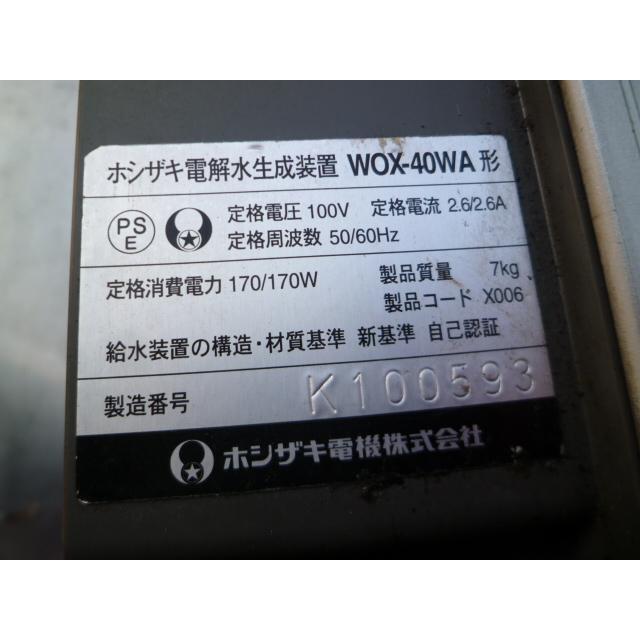 ホシザキ電解水生成装置 WOX-40WA 形
PS
E
定格電圧 100V 定格電流 2.6/2.6A
定格周波数 50/60Hz
定格消費電力 170/170W 製品質量 7kg
製品コード X006
給水装置の構造・材質基準 新基準 自己認証
製造番号 K100593
ホシザキ電機株式会社